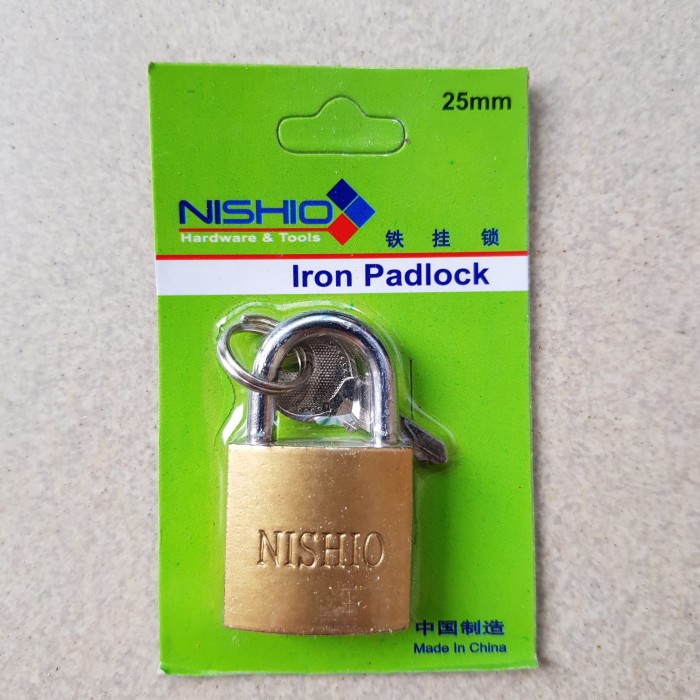 25mm
NISHIO
Hardware & Tools
铁挂锁
Iron Padlock
NISHIO
中国制造
Made In China